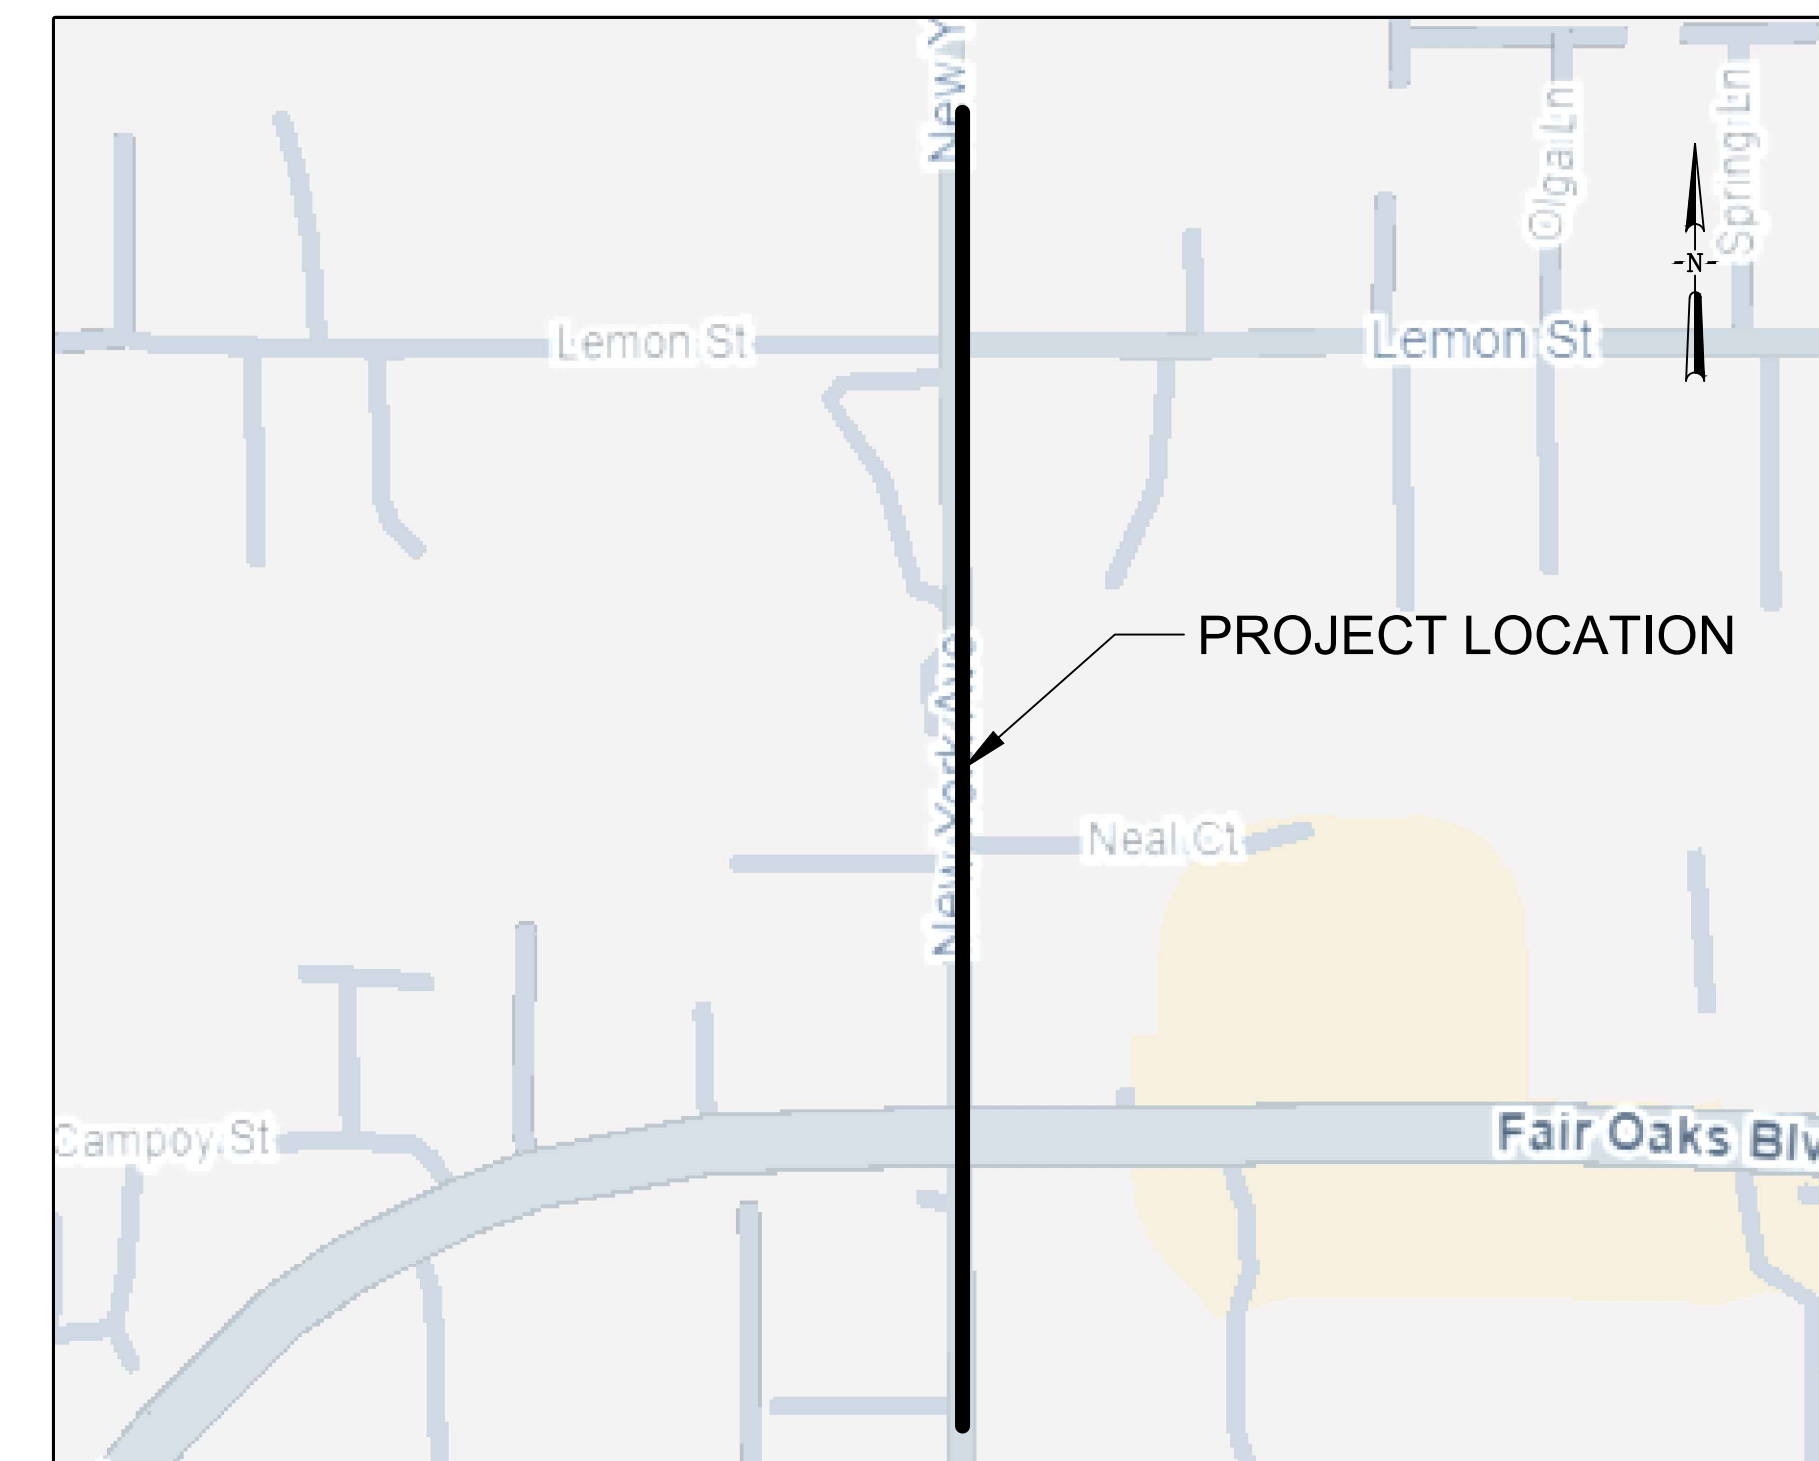 New Y
Olga Ln
Spring Ln
-N-
Lemon St
Lemon St
PROJECT LOCATION
New York Ave
Neal Ct
Campoy St
Fair Oaks Blv